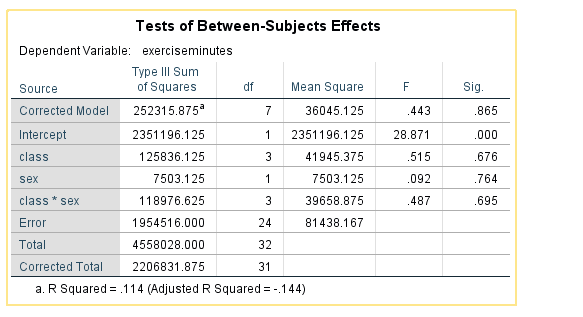 Tests of Between-Subjects Effects
Dependent Variable: exerciseminutes
Source Type III Sum of Squares df Mean Square F Sig.
Corrected Model 252315.875a 7 36045.125 .443 .865
Intercept 2351196.125 1 2351196.125 28.871 .000
class 125836.125 3 41945.375 .515 .676
sex 7503.125 1 7503.125 .092 .764
class * sex 118976.625 3 39658.875 .487 .695
Error 1954516.000 24 81438.167
Total 4558028.000 32
Corrected Total 2206831.875 31
a. R Squared = .114 (Adjusted R Squared = -.144)